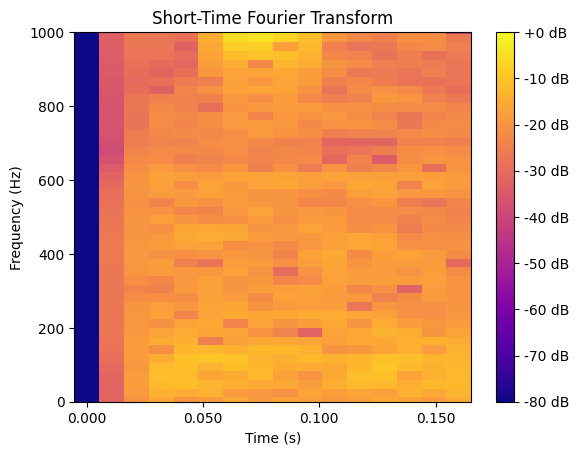 Short-Time Fourier Transform
Frequency (Hz)
1000
800
600
400
200
0
0.000
0.050
0.100
0.150
Time (s)
+0 dB
-10 dB
-20 dB
-30 dB
-40 dB
-50 dB
-60 dB
-70 dB
-80 dB